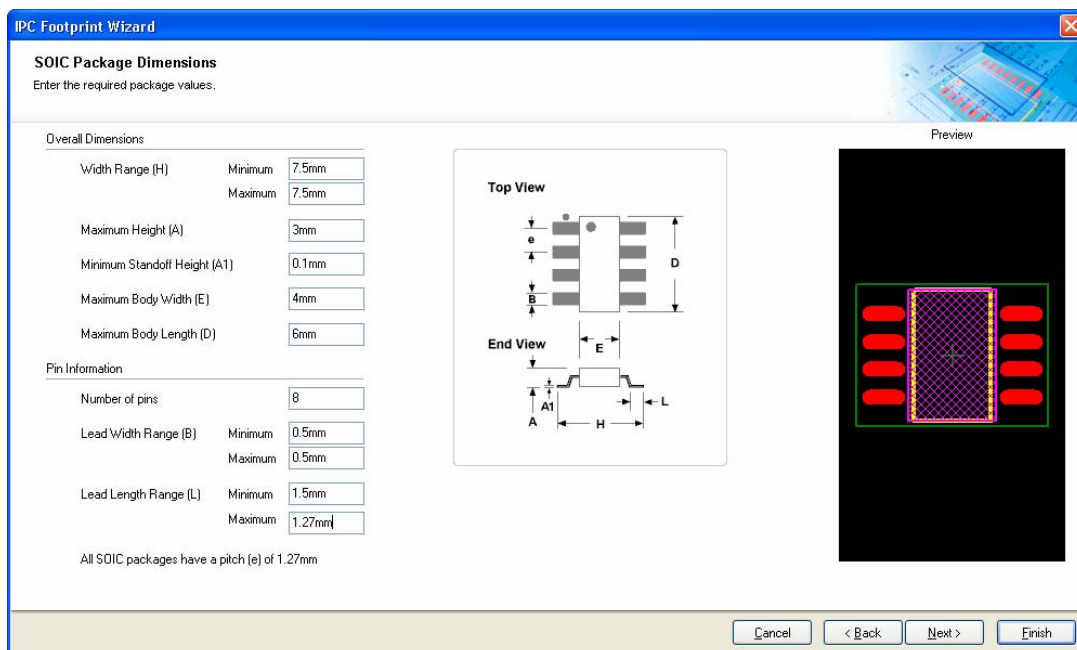 IPC Footprint Wizard
SOIC Package Dimensions
Enter the required package values.
Overall Dimensions
Width Range (H) Minimum 7.5mm
Maximum 7.5mm
Maximum Height (A) 3mm
Minimum Standoff Height (A1) 0.1mm
Maximum Body Width (E) 4mm
Maximum Body Length (D) 6mm
Pin Information
Number of pins 8
Lead Width Range (B) Minimum 0.5mm
Maximum 0.5mm
Lead Length Range (L) Minimum 1.5mm
Maximum 1.27mm
All SOIC packages have a pitch (e) of 1.27mm
Top View
e
D
B
E
End View
A1
L
A
H
Preview
Cancel
< Back
Next >
Finish